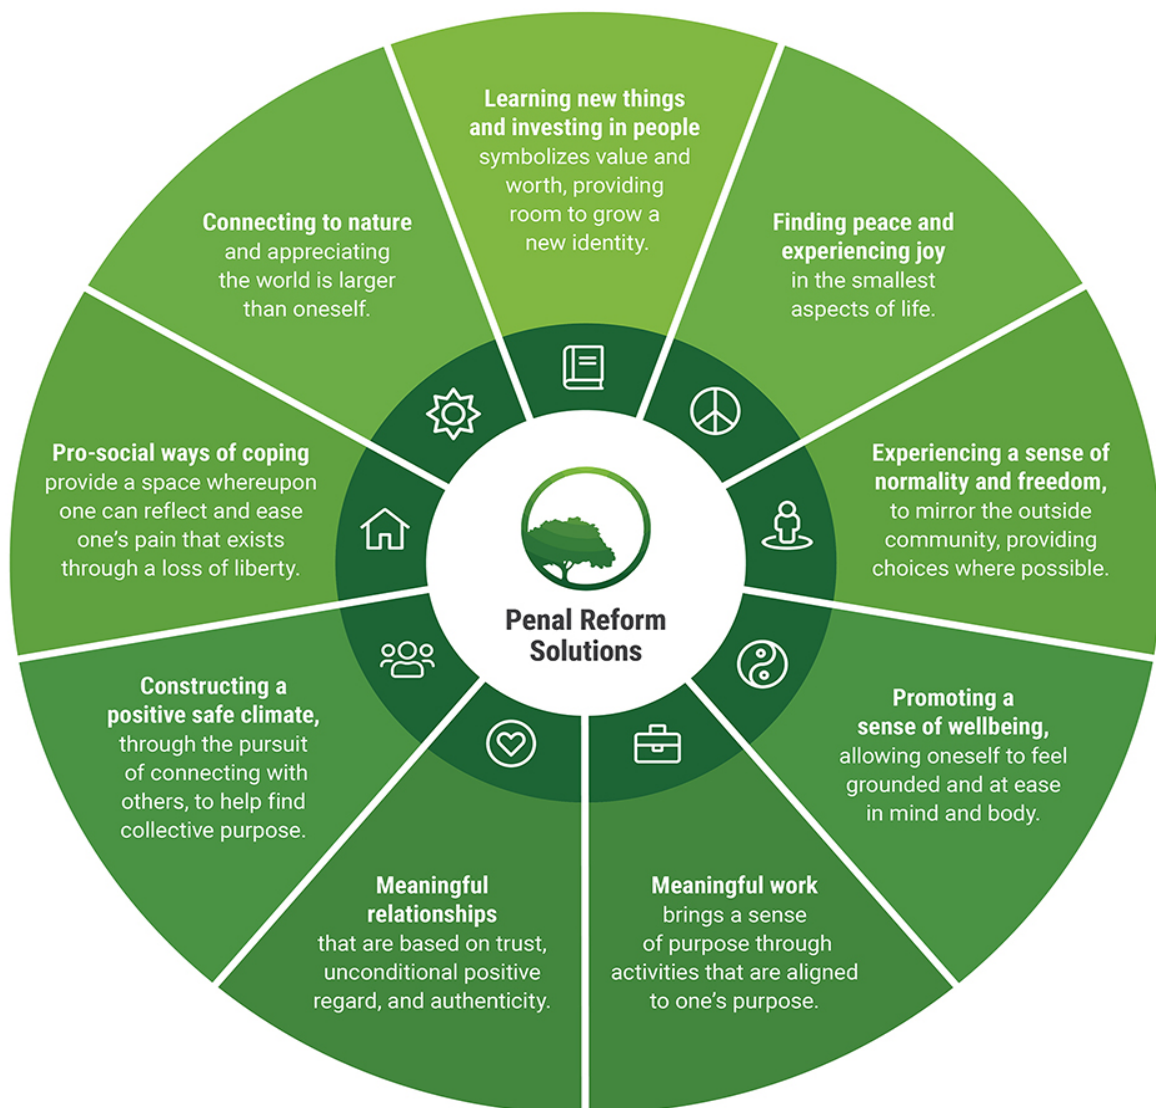 Learning new things
and investing in people
symbolizes value and
worth, providing
room to grow a
new identity.
Finding peace and
experiencing joy
in the smallest
aspects of life.
Experiencing a sense of
normality and freedom,
to mirror the outside
community, providing
choices where possible.
Promoting a
sense of wellbeing,
allowing oneself to feel
grounded and at ease
in mind and body.
Meaningful work
brings a sense
of purpose through
activities that are aligned
to one's purpose.
Meaningful
relationships
that are based on trust,
unconditional positive
regard, and authenticity.
Constructing a
positive safe climate,
through the pursuit
of connecting with
others, to help find
collective purpose.
Pro-social ways of coping
provide a space whereupon
one can reflect and ease
one's pain that exists
through a loss of liberty.
Connecting to nature
and appreciating
the world is larger
than oneself.
Penal Reform
Solutions